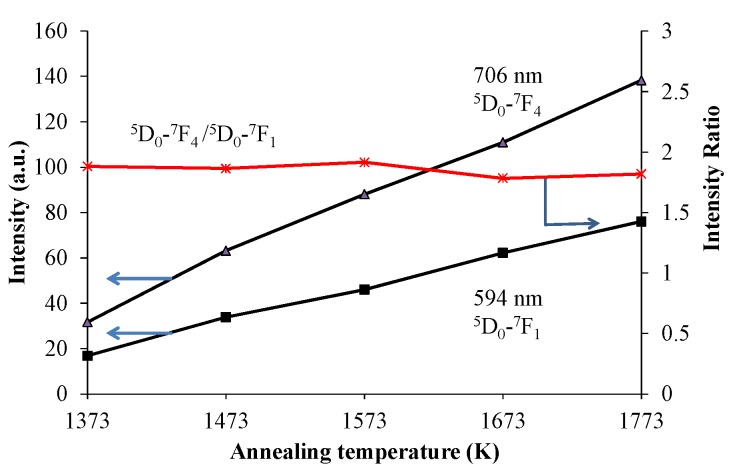 160
140
120
100
80
60
40
20
0
Intensity (a.u.)
3
2.5
2
1.5
1
0.5
0
Intensity Ratio
706 nm
⁵D₀-⁷F₄
⁵D₀-⁷F₄/⁵D₀-⁷F₁
594 nm
⁵D₀-⁷F₁
1373 1473 1573 1673 1773
Annealing temperature (K)